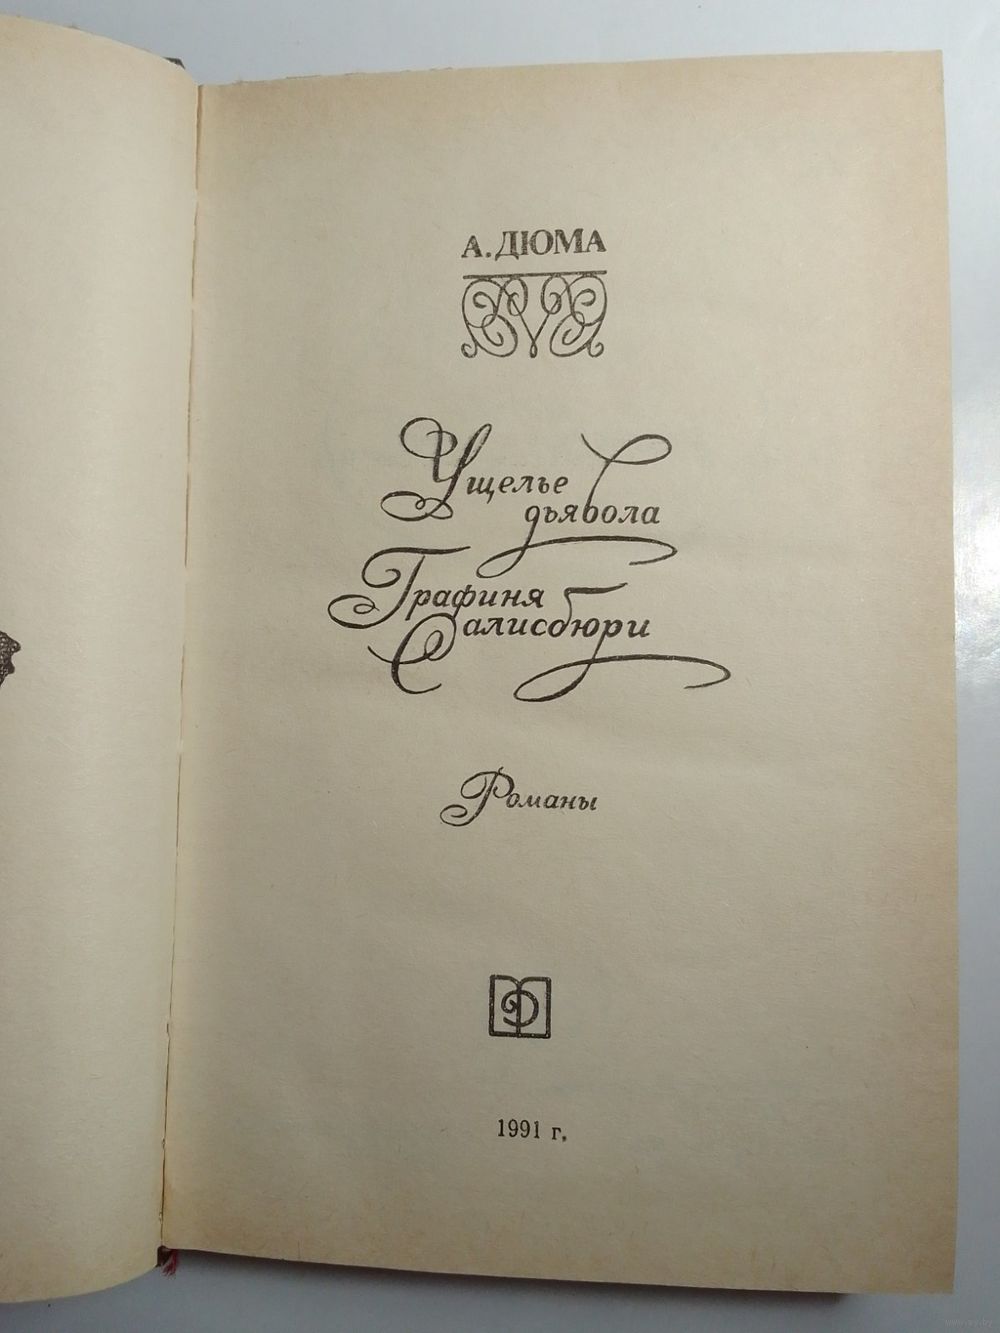 А. ДЮМА
Ущелье
дьявола
Графиня
Салисбюри
Романы
Д
1991 г.